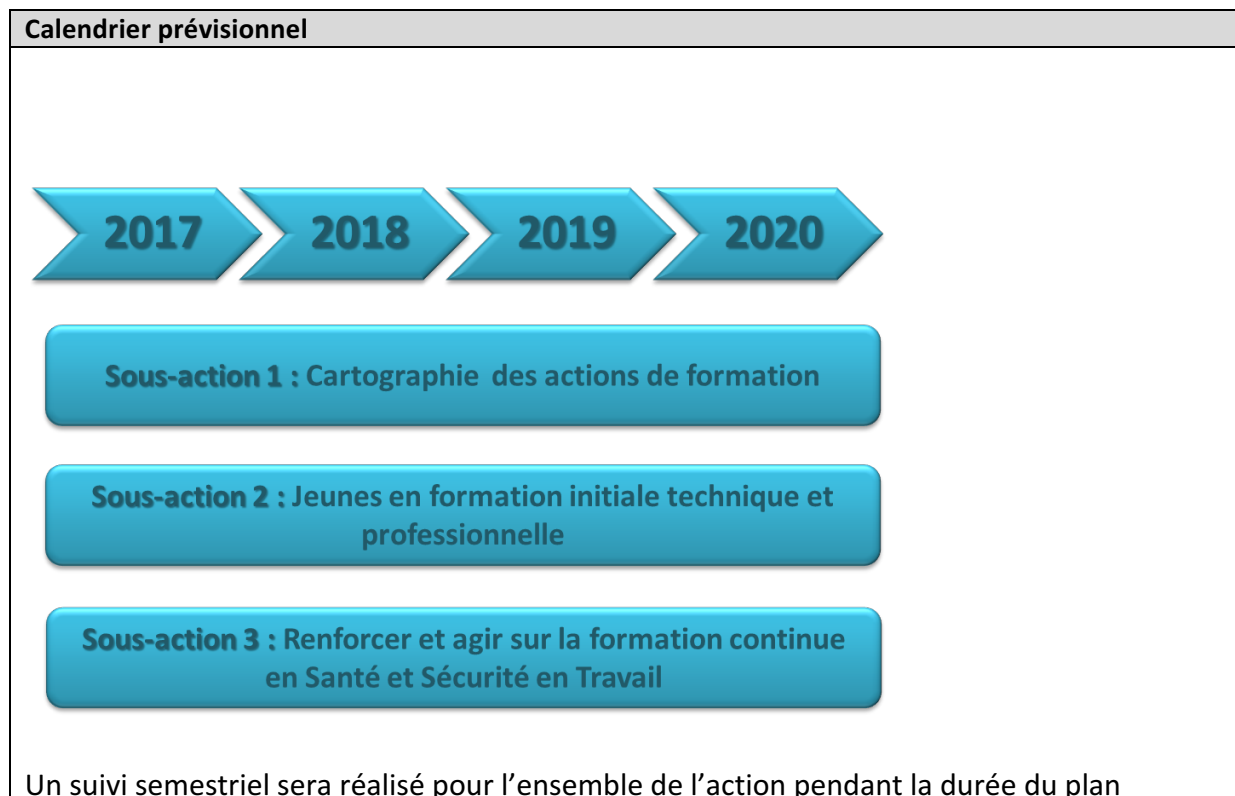 Calendrier prévisionnel
2017 2018 2019 2020
Sous-action 1 : Cartographie des actions de formation
Sous-action 2 : Jeunes en formation initiale technique et
professionnelle
Sous-action 3 : Renforcer et agir sur la formation continue
en Santé et Sécurité en Travail
Un suivi semestriel sera réalisé pour l’ensemble de l’action pendant la durée du plan